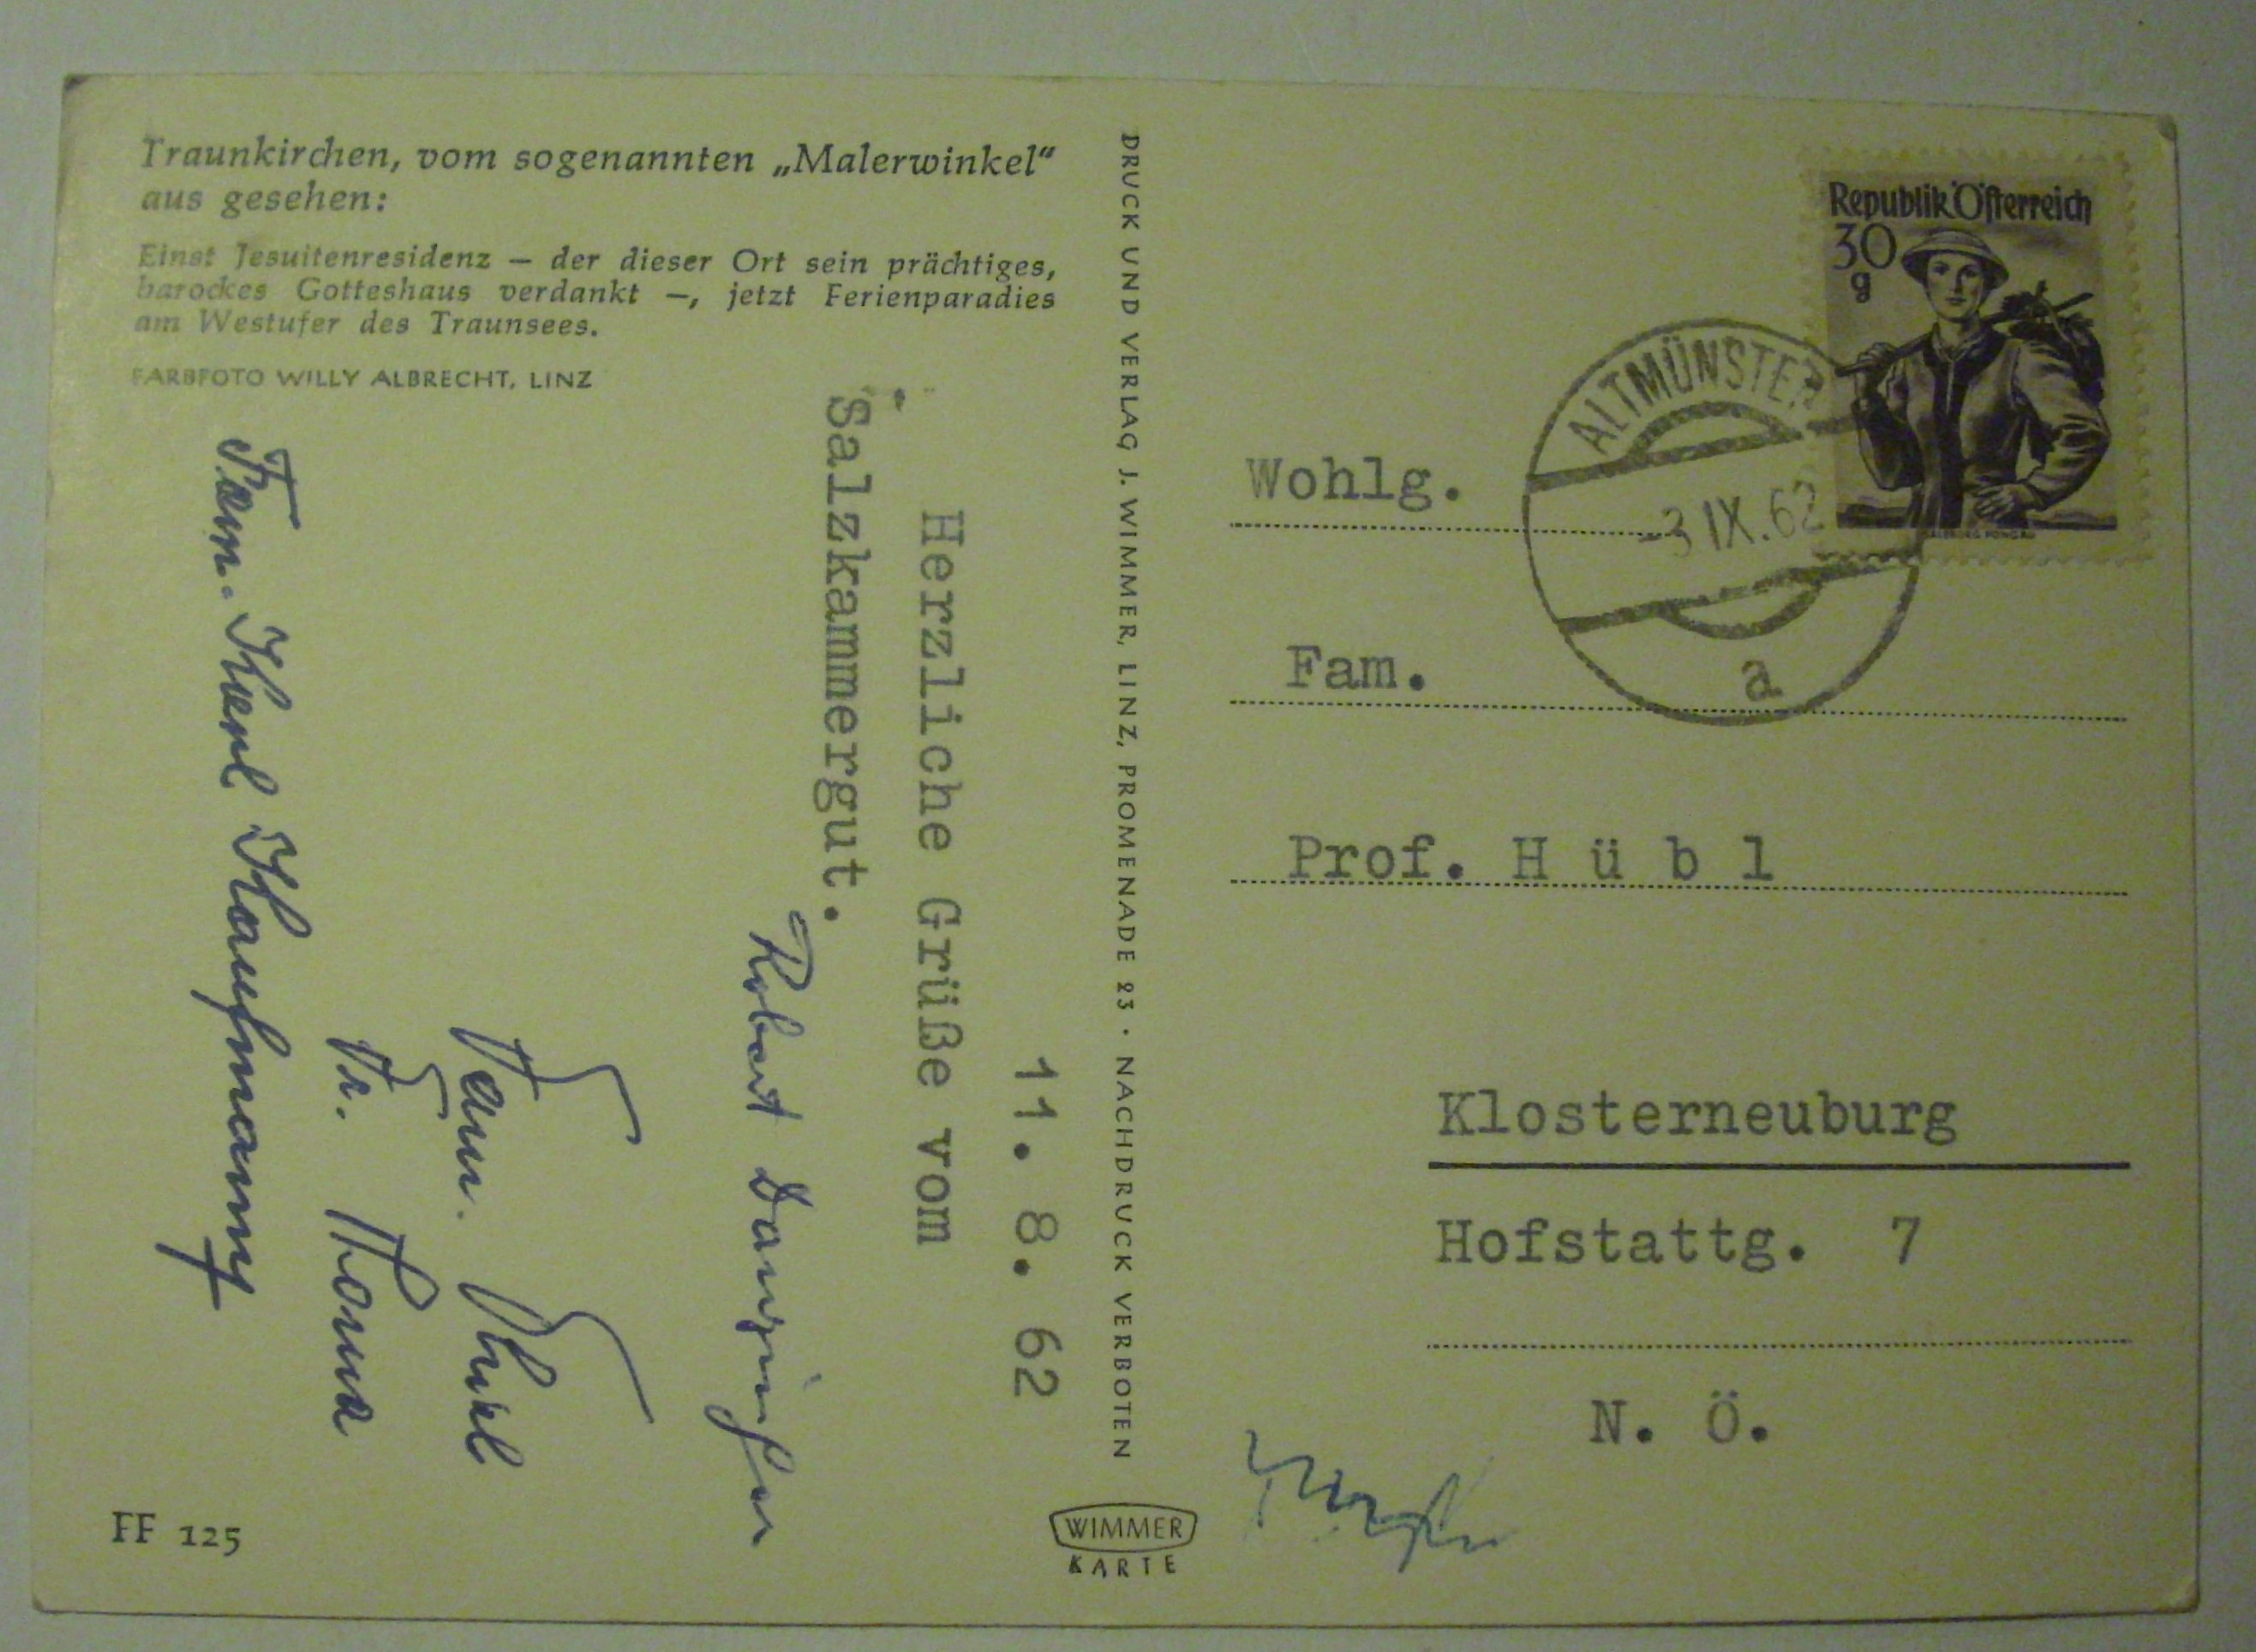 Traunkirchen, vom sogenannten „Malerwinkel“
aus gesehen:
Einst Jesuitenresidenz – der dieser Ort sein prächtiges,
barockes Gotteshaus verdankt –, jetzt Ferienparadies
am Westufer des Traunsees.
FARBFOTO WILLY ALBRECHT, LINZ
11. 8. 62
Herzliche Grüße vom
Salzkammergut.
Robert
Fam.
Fr.
Fam. Karl Kaufmann
FF 125
DRUCK UND VERLAG J. WIMMER, LINZ, PROMENADE 23 · NACHDRUCK VERBOTEN
WIMMER
KARTE
Republik Österreich
30
g
ALTMÜNSTER
-3 IX. 62
a
Wohlg.
Fam.
Prof. H ü b l
Klosterneuburg
Hofstattg. 7
N. Ö.